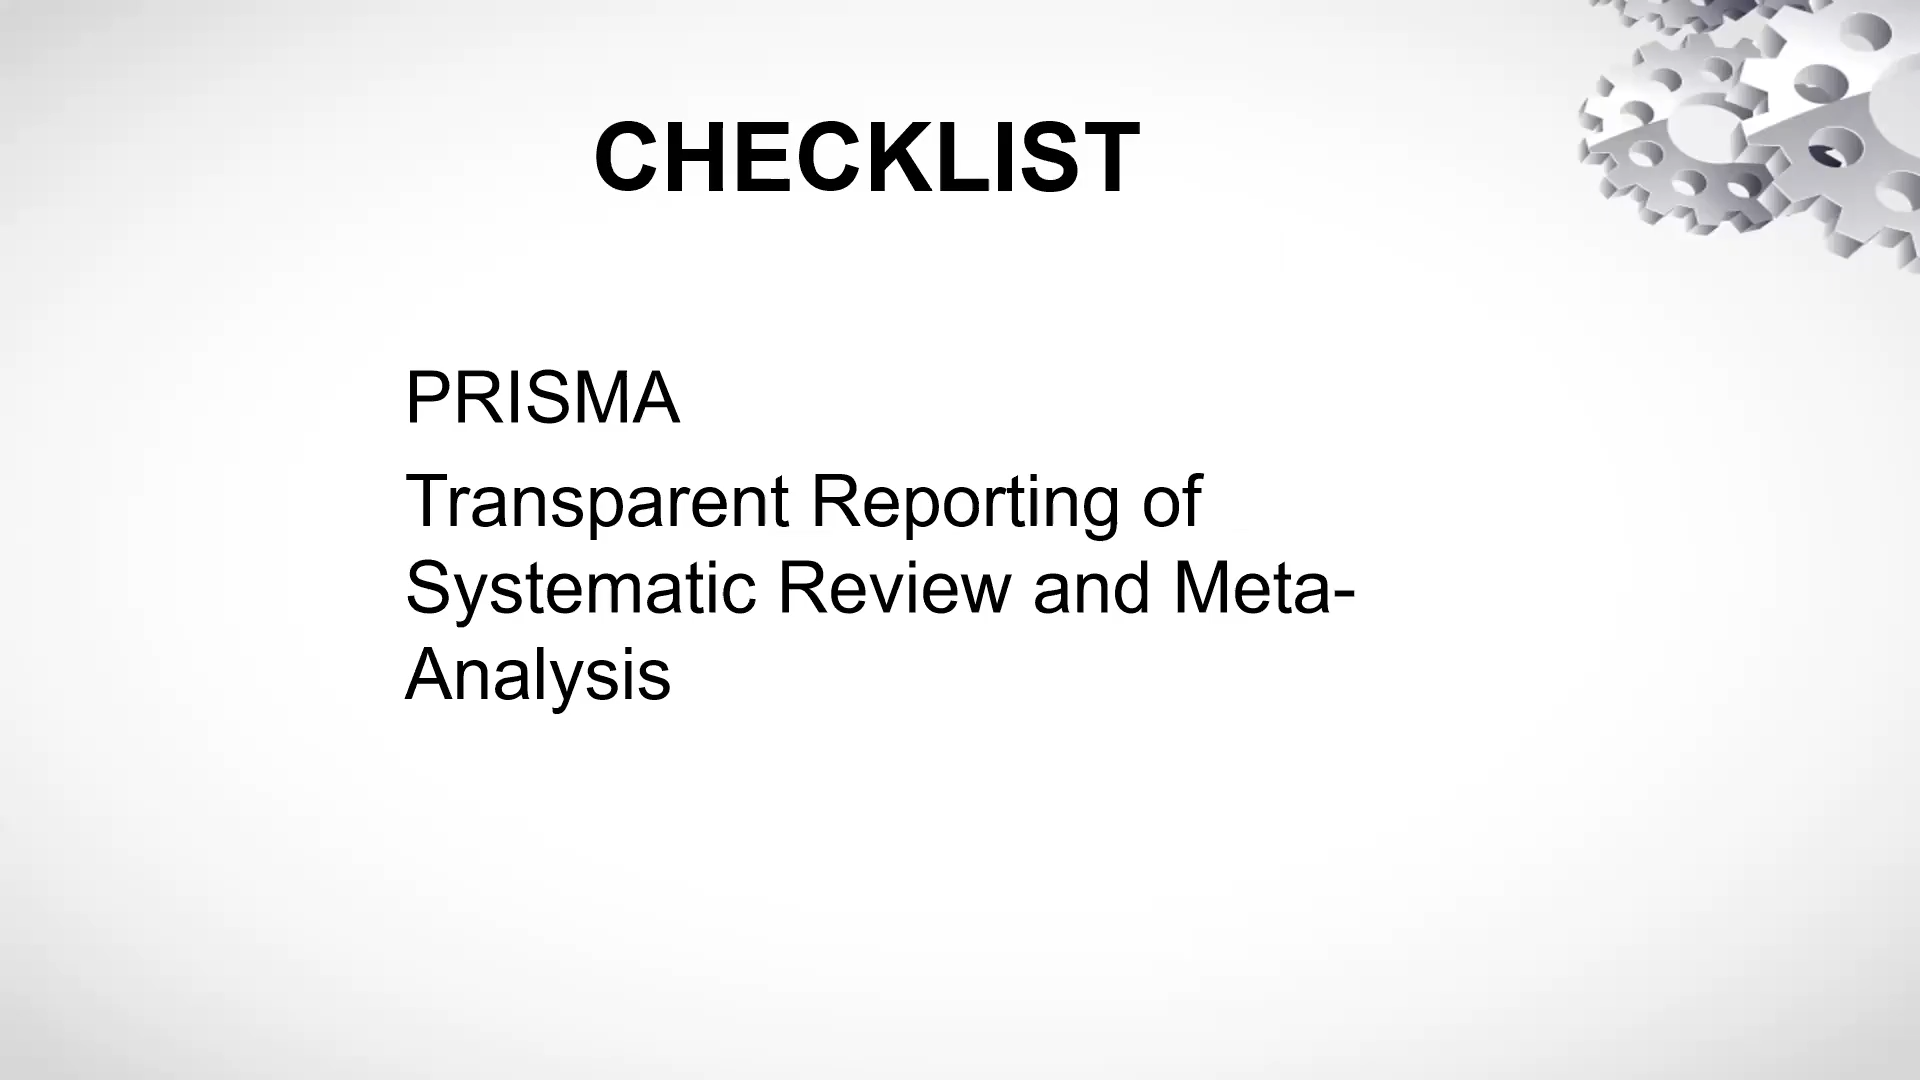 CHECKLIST
PRISMA
Transparent Reporting of
Systematic Review and Meta-
Analysis